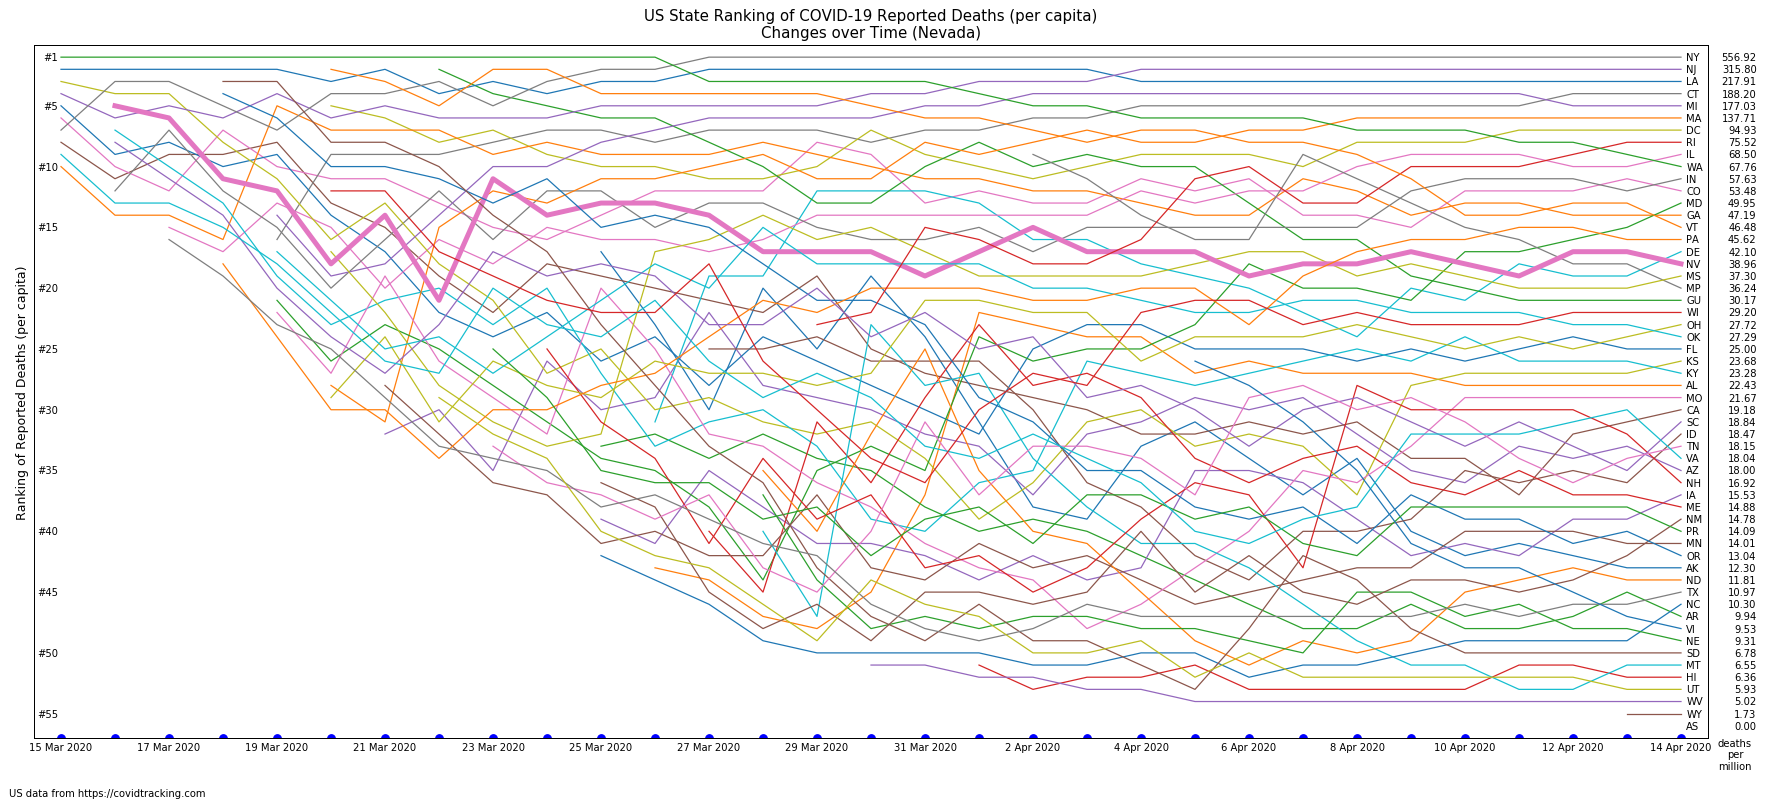 US State Ranking of COVID-19 Reported Deaths (per capita)
Changes over Time (Nevada)
Ranking of Reported Deaths (per capita)
#1
#5
#10
#15
#20
#25
#30
#35
#40
#45
#50
#55
NY 556.92
NJ 315.80
LA 217.91
CT 188.20
MI 177.03
MA 137.71
DC 94.93
RI 75.52
IL 68.50
WA 67.76
IN 57.63
CO 53.48
MD 49.95
GA 47.19
VT 46.48
PA 45.62
DE 42.10
NV 38.96
MS 37.30
MP 36.24
GU 30.17
WI 29.20
OH 27.72
OK 27.29
FL 25.00
KS 23.68
KY 23.28
AL 22.43
MO 21.67
CA 19.18
SC 18.84
ID 18.47
TN 18.15
VA 18.04
AZ 18.00
NH 16.92
IA 15.53
ME 14.88
NM 14.78
PR 14.09
MN 14.01
OR 13.04
AK 12.30
ND 11.81
TX 10.97
NC 10.30
AR 9.94
VI 9.53
NE 9.31
SD 6.78
MT 6.55
HI 6.36
UT 5.93
WV 5.02
WY 1.73
AS 0.00
15 Mar 2020 17 Mar 2020 19 Mar 2020 21 Mar 2020 23 Mar 2020 25 Mar 2020 27 Mar 2020 29 Mar 2020 31 Mar 2020 2 Apr 2020 4 Apr 2020 6 Apr 2020 8 Apr 2020 10 Apr 2020 12 Apr 2020 14 Apr 2020
deaths
per
million
US data from https://covidtracking.com